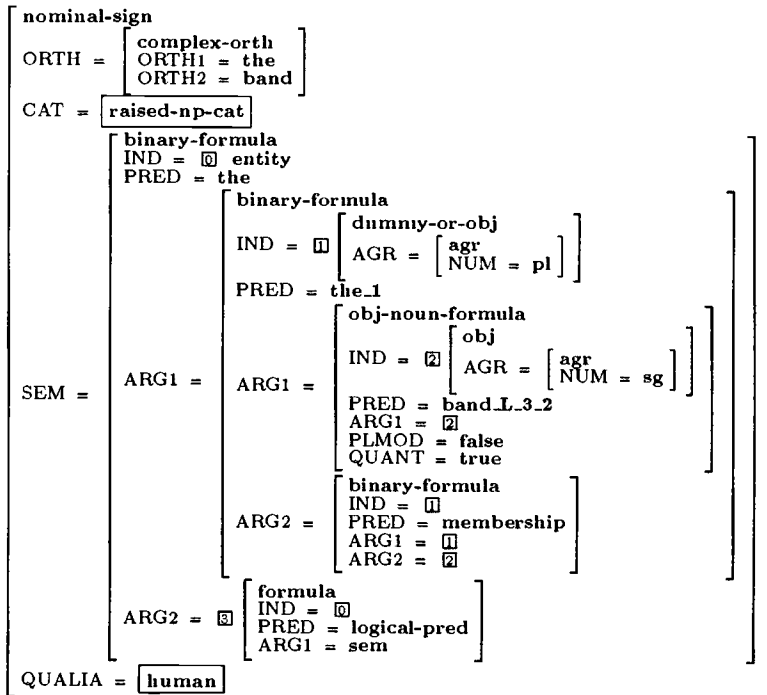 nominal-sign
complex-orth
ORTH = ORTH1 = the
ORTH2 = band
CAT = raised-np-cat
binary-formula
IND = 0 entity
PRED = the
binary-formula
dummy-or-obj
IND = 1 AGR = agr
NUM = pl
PRED = the_1
obj-noun-formula
obj
IND = 2 AGR = agr
NUM = sg
SEM = ARG1 = ARG1 =
PRED = band_L_3_2
ARG1 = 2
PLMOD = false
QUANT = true
binary-formula
IND = 1
ARG2 = PRED = membership
ARG1 = 1
ARG2 = 2
formula
IND = 0
ARG2 = 3 PRED = logical-pred
ARG1 = sem
QUALIA = human